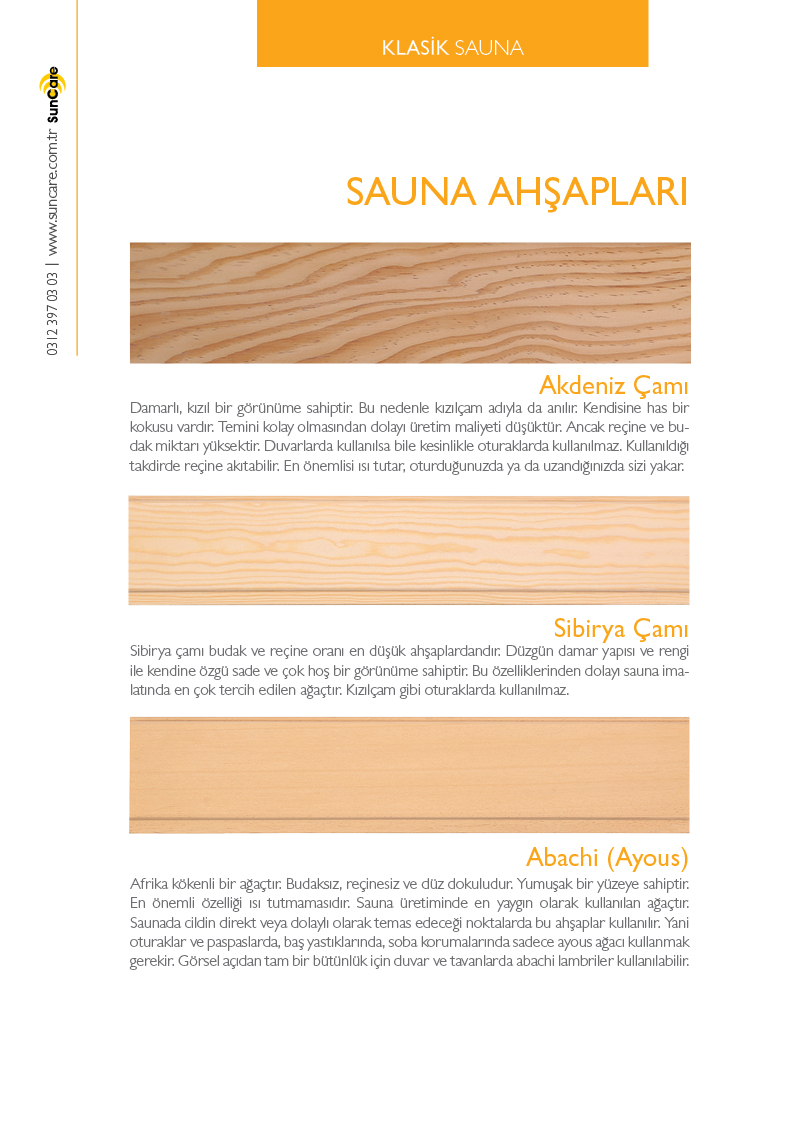 KLASİK SAUNA
0312 397 03 03 | www.suncare.com.tr SunCare
SAUNA AHŞAPLARI
Akdeniz Çamı
Damarlı, kızıl bir görünüme sahiptir. Bu nedenle kızılçam adıyla da anılır. Kendisine has bir
kokusu vardır. Temini kolay olmasından dolayı üretim maliyeti düşüktür. Ancak reçine ve bu-
dak miktarı yüksektir. Duvarlarda kullanılsa bile kesinlikle oturaklarda kullanılmaz. Kullanıldığı
takdirde reçine akıtabilir. En önemlisi ısı tutar, oturduğunuzda ya da uzandığınızda sizi yakar.
Sibirya Çamı
Sibirya çamı budak ve reçine oranı en düşük ahşaplardandır. Düzgün damar yapısı ve rengi
ile kendine özgü sade ve çok hoş bir görünüme sahiptir. Bu özelliklerinden dolayı sauna ima-
latında en çok tercih edilen ağaçtır. Kızılçam gibi oturaklarda kullanılmaz.
Abachi (Ayous)
Afrika kökenli bir ağaçtır. Budaksız, reçinesiz ve düz dokuludur. Yumuşak bir yüzeye sahiptir.
En önemli özelliği ısı tutmamasıdır. Sauna üretiminde en yaygın olarak kullanılan ağaçtır.
Saunada cildin direkt veya dolaylı olarak temas edeceği noktalarda bu ahşaplar kullanılır. Yani
oturaklar ve paspaslarda, baş yastıklarında, soba korumalarında sadece ayous ağacı kullanmak
gerekir. Görsel açıdan tam bir bütünlük için duvar ve tavanlarda abachi lambriler kullanılabilir.